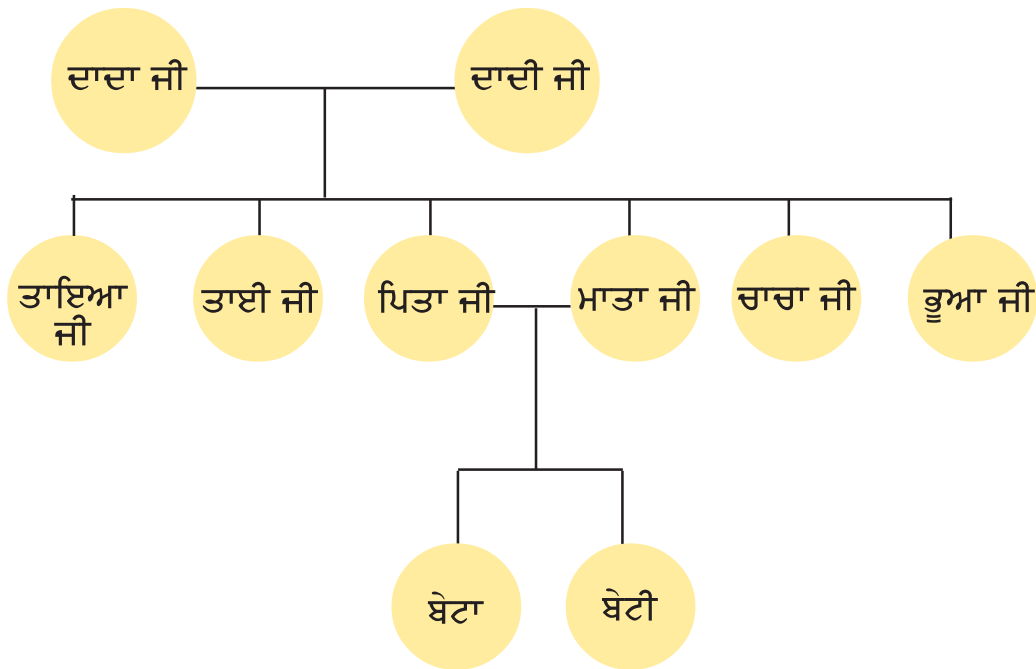 ਦਾਦਾ ਜੀ
ਦਾਦੀ ਜੀ
ਤਾਇਆ
ਜੀ
ਤਾਈ ਜੀ
ਪਿਤਾ ਜੀ
ਮਾਤਾ ਜੀ
ਚਾਚਾ ਜੀ
ਭੂਆ ਜੀ
ਬੇਟਾ
ਬੇਟੀ